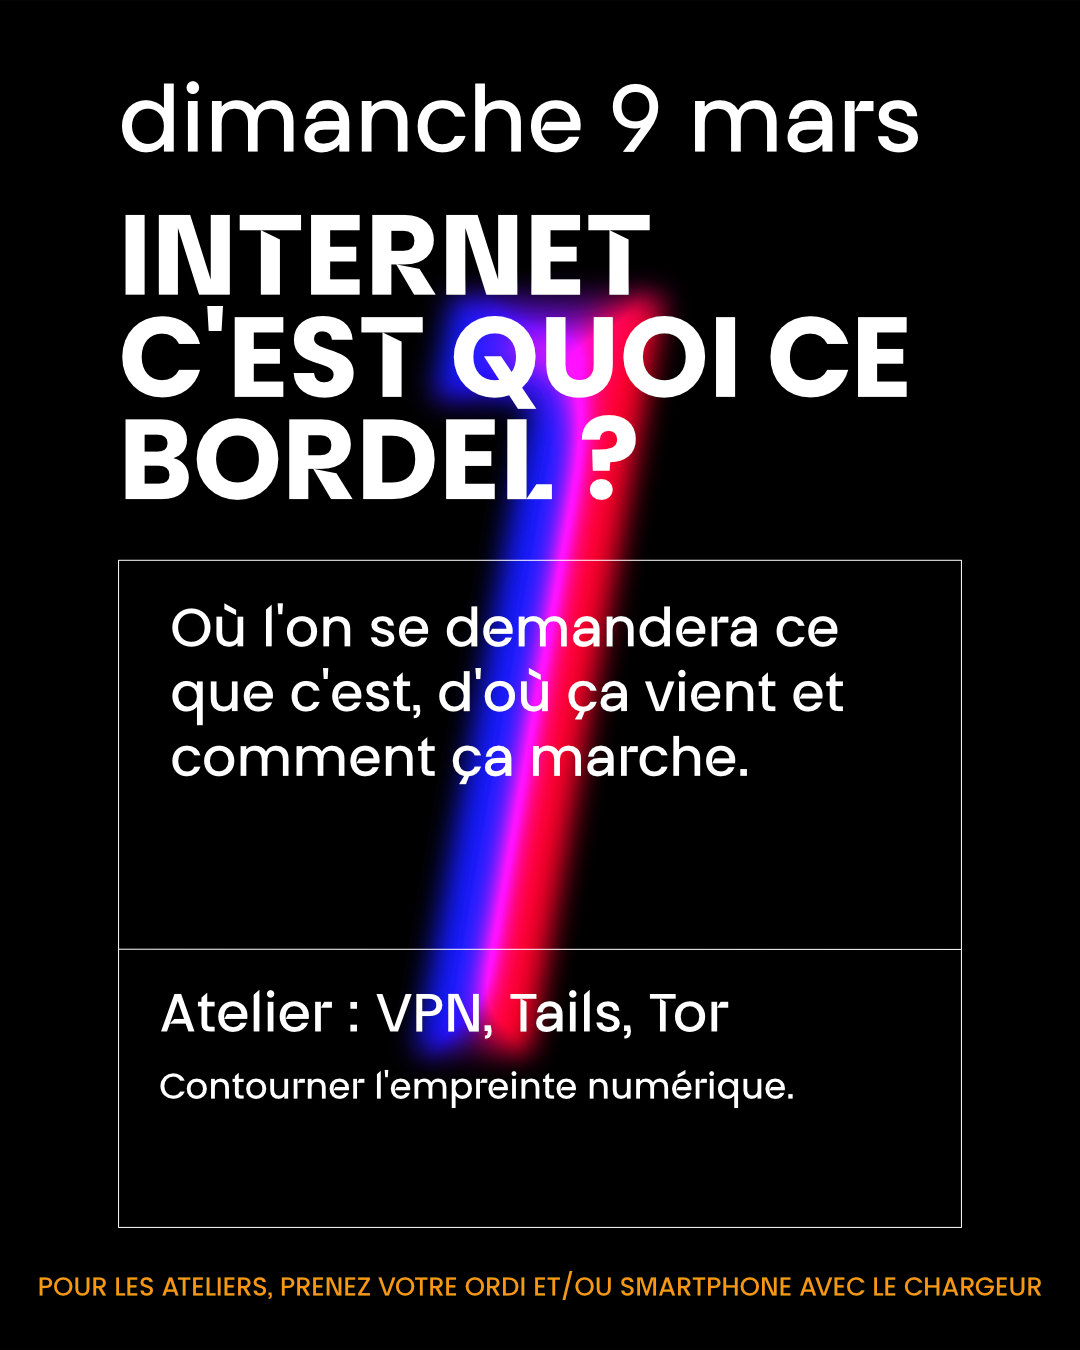 dimanche 9 mars
INTERNET
C'EST QUOI CE
BORDEL ?
Où l'on se demandera ce
que c'est, d'où ça vient et
comment ça marche.
Atelier : VPN, Tails, Tor
Contourner l'empreinte numérique.
POUR LES ATELIERS, PRENEZ VOTRE ORDI ET/OU SMARTPHONE AVEC LE CHARGEUR